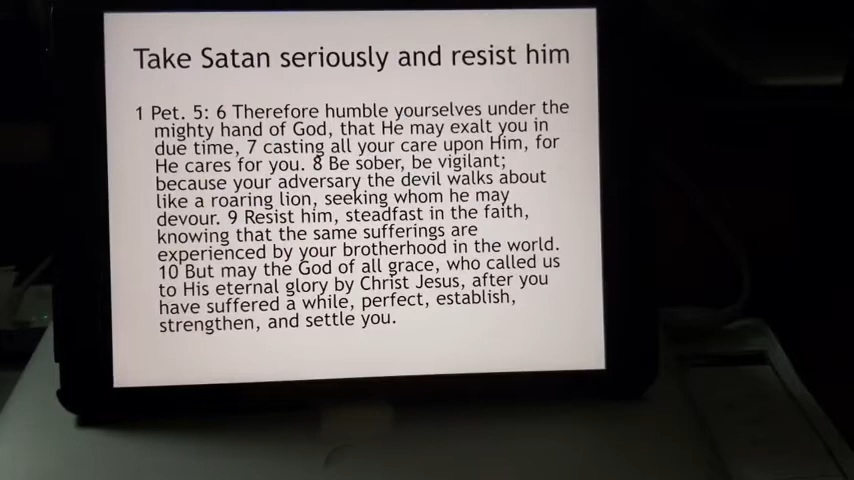 Take Satan seriously and resist him
1 Pet. 5: 6 Therefore humble yourselves under the
mighty hand of God, that He may exalt you in
due time, 7 casting all your care upon Him, for
He cares for you. 8 Be sober, be vigilant;
because your adversary the devil walks about
like a roaring lion, seeking whom he may
devour. 9 Resist him, steadfast in the faith,
knowing that the same sufferings are
experienced by your brotherhood in the world.
10 But may the God of all grace, who called us
to His eternal glory by Christ Jesus, after you
have suffered a while, perfect, establish,
strengthen, and settle you.